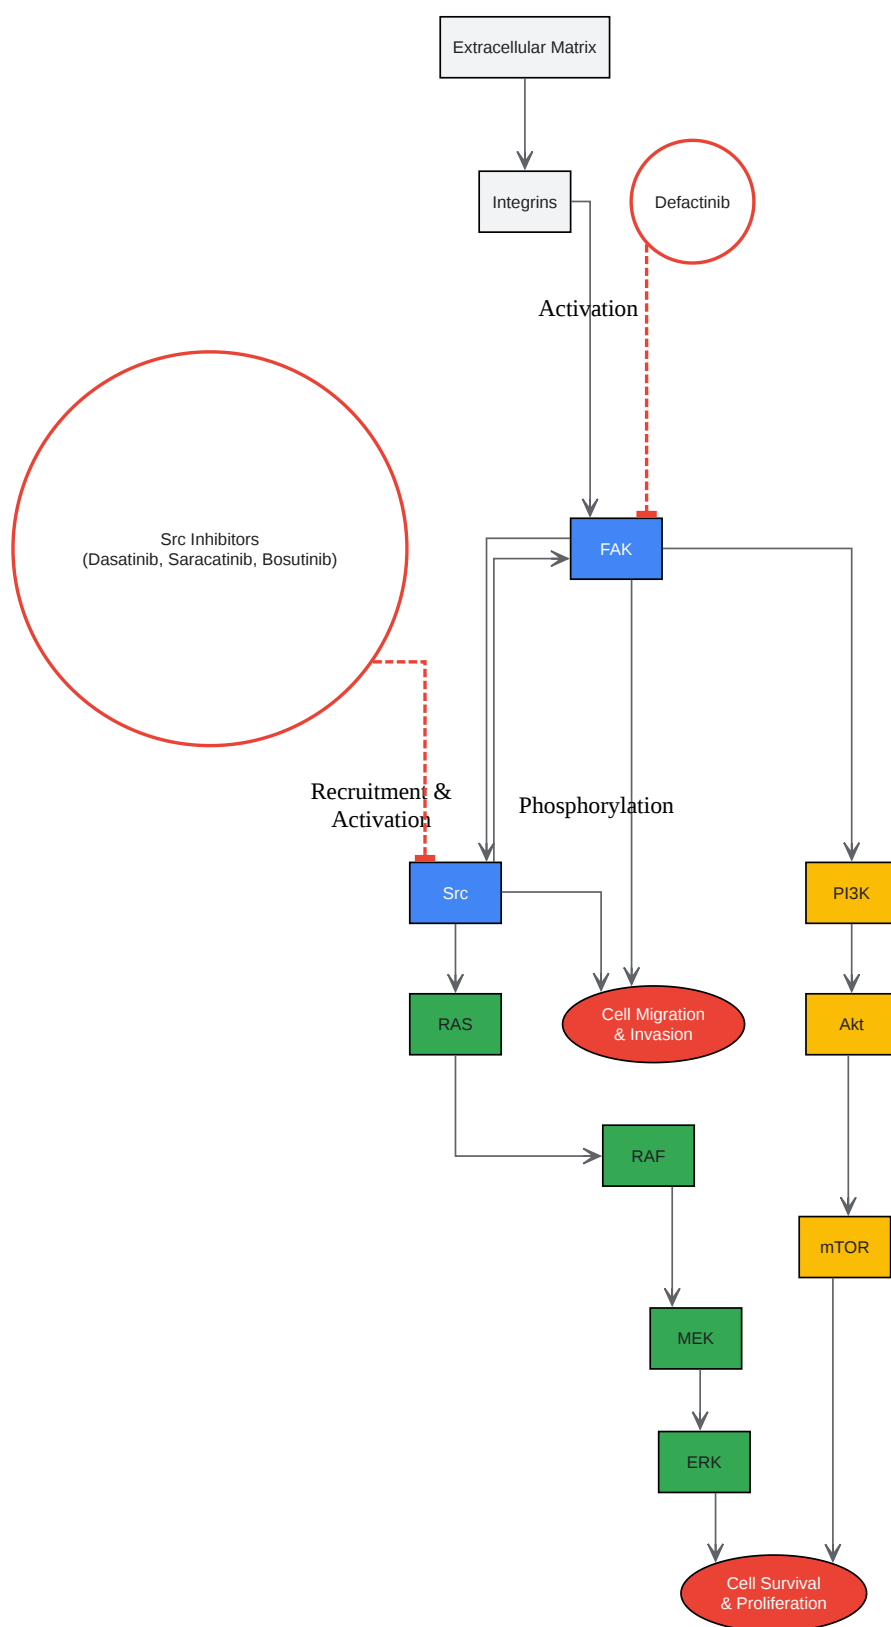 Extracellular Matrix
Integrins
Defactinib
Activation
Src Inhibitors
(Dasatinib, Saracatinib, Bosutinib)
FAK
Recruitment &
Activation
Phosphorylation
Src
PI3K
RAS
Cell Migration
& Invasion
Akt
RAF
mTOR
MEK
ERK
Cell Survival
& Proliferation